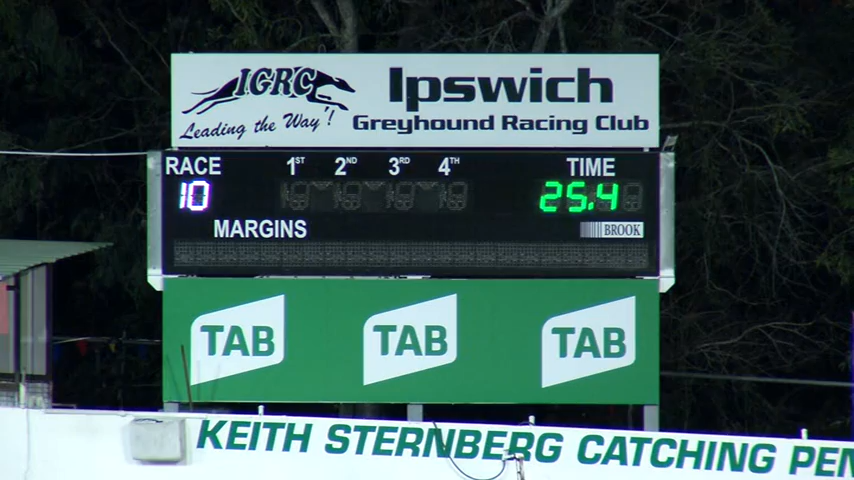 IGRC
Leading the Way!
Ipswich
Greyhound Racing Club
RACE 1ST 2ND 3RD 4TH TIME
10 25.4
MARGINS BROOK
TAB TAB TAB
KEITH STERNBERG CATCHING PEN